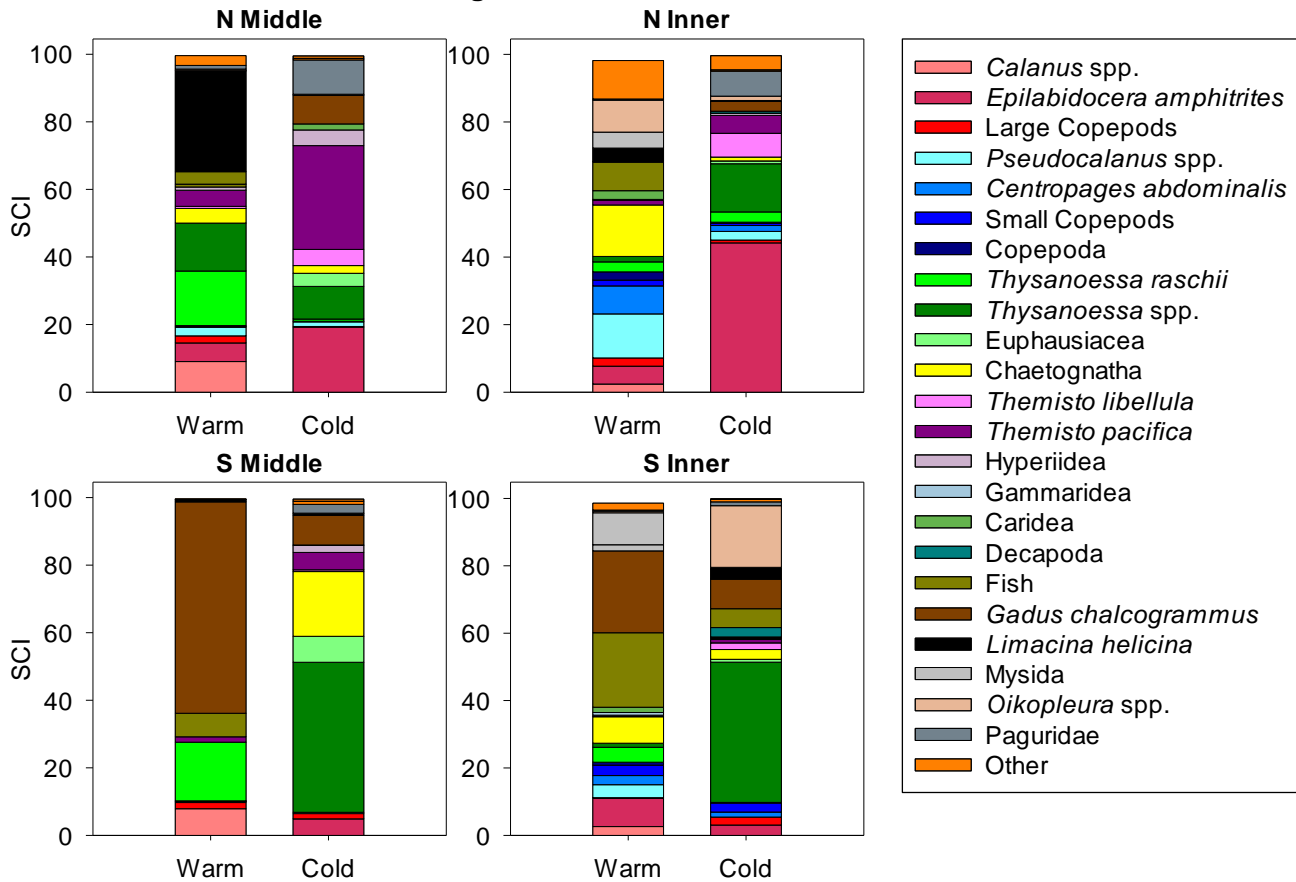 N Middle
N Inner
100
80
60
40
20
0
SCI
Warm
Cold
100
80
60
40
20
0
Warm
Cold
S Middle
S Inner
100
80
60
40
20
0
SCI
Warm
Cold
100
80
60
40
20
0
Warm
Cold
Calanus spp.
Epilabidocera amphitrites
Large Copepods
Pseudocalanus spp.
Centropages abdominalis
Small Copepods
Copepoda
Thysanoessa raschii
Thysanoessa spp.
Euphausiacea
Chaetognatha
Themisto libellula
Themisto pacifica
Hyperiidea
Gammaridea
Caridea
Decapoda
Fish
Gadus chalcogrammus
Limacina helicina
Mysida
Oikopleura spp.
Paguridae
Other